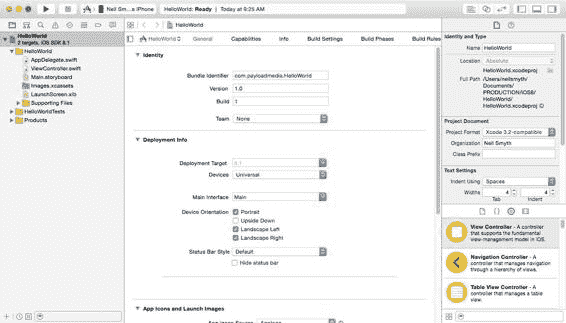 Neil Sm...s iPhone
HelloWorld: Ready | Today at 9:25 AM
HelloWorld
2 targets, iOS SDK 8.1
HelloWorld
AppDelegate.swift
ViewController.swift
Main.storyboard
Images.xcassets
LaunchScreen.xib
Supporting Files
HelloWorldTests
Products
HelloWorld
HelloWorld
General
Capabilities
Info
Build Settings
Build Phases
Build Rules
Identity
Bundle Identifier
com.payloadmedia.HelloWorld
Version
1.0
Build
1
Team
None
Deployment Info
Deployment Target
8.1
Devices
Universal
Main Interface
Main
Device Orientation
Portrait
Upside Down
Landscape Left
Landscape Right
Status Bar Style
Default
Hide status bar
App Icons and Launch Images
Identity and Type
Name
HelloWorld
Location
Absolute
HelloWorld.xcodeproj
Full Path
/Users/neilsmyth/
Documents/
PRODUCTION/iOS8/
HelloWorld/
HelloWorld.xcodeproj
Project Document
Project Format
Xcode 3.2-compatible
Organization
Neil Smyth
Class Prefix
Text Settings
Indent Using
Spaces
Widths
4
4
Tab
Indent
View Controller - A controller
that supports the fundamental
view-management model in iOS.
Navigation Controller - A
controller that manages navigation
through a hierarchy of views.
Table View Controller - A
controller that manages a table
view.